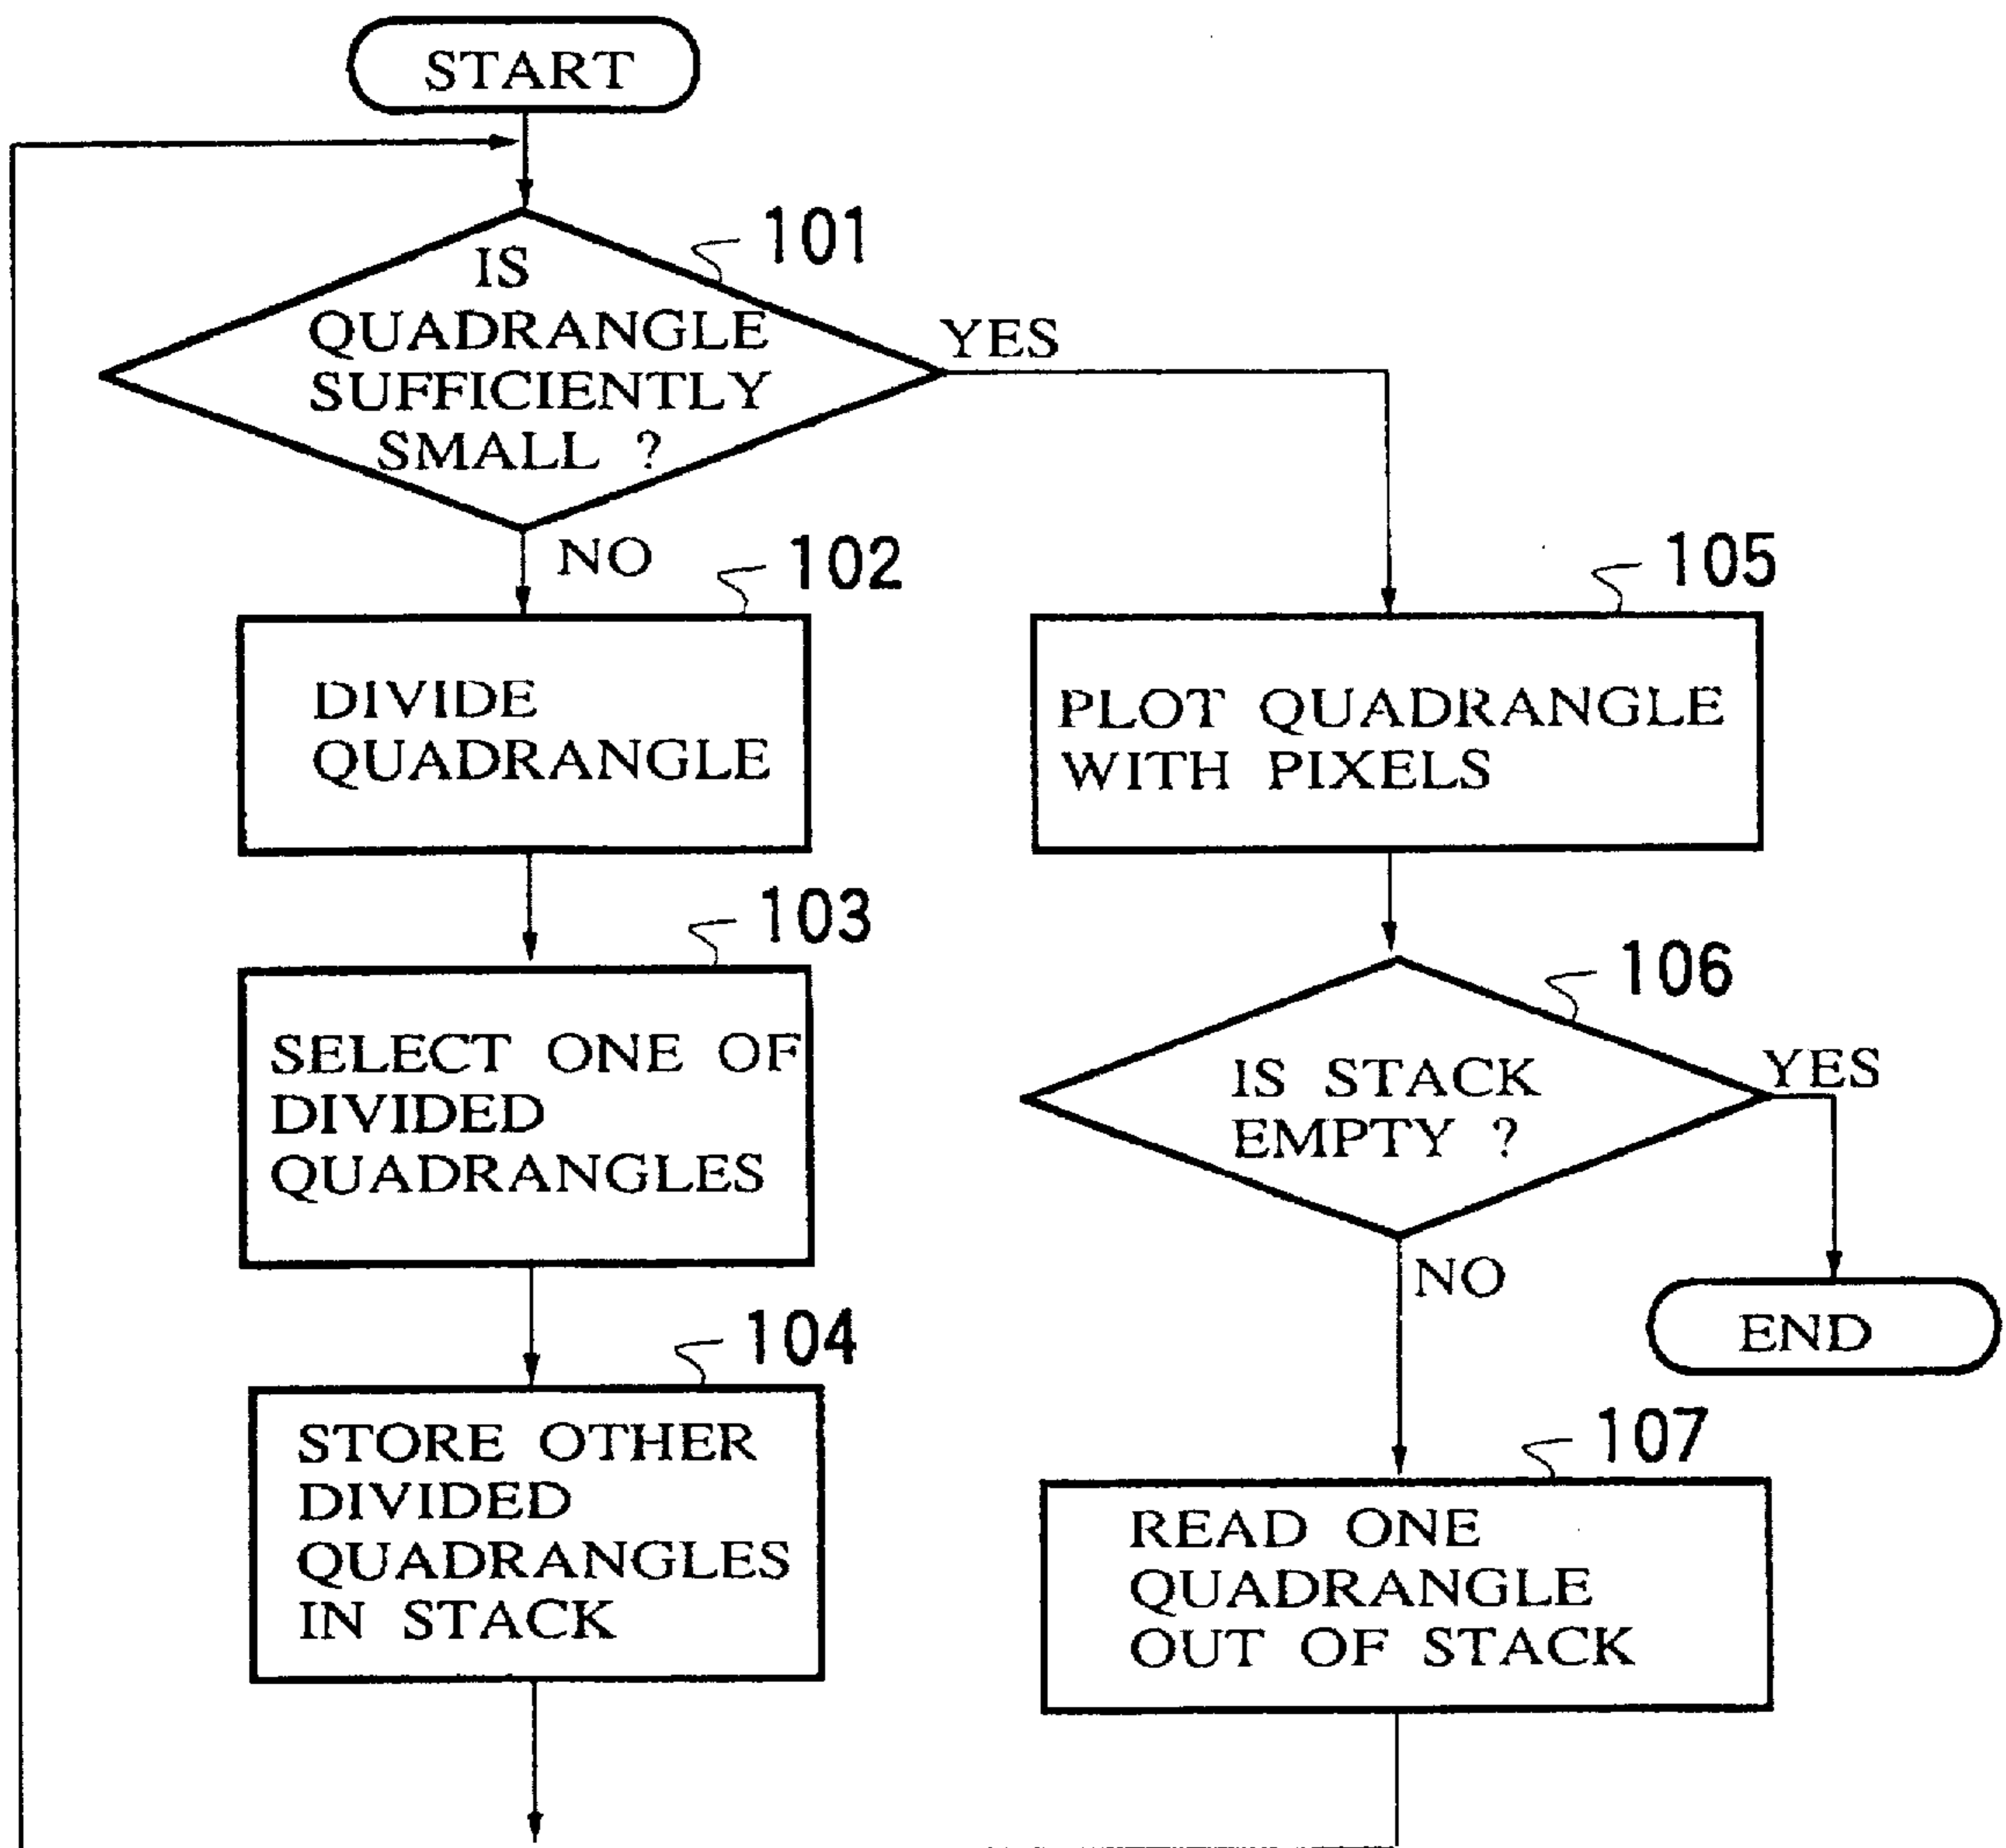 START
101
IS
QUADRANGLE
SUFFICIENTLY
SMALL ?
YES
NO
102
DIVIDE
QUADRANGLE
103
SELECT ONE OF
DIVIDED
QUADRANGLES
104
STORE OTHER
DIVIDED
QUADRANGLES
IN STACK
105
PLOT QUADRANGLE
WITH PIXELS
106
IS STACK
EMPTY ?
YES
NO
END
107
READ ONE
QUADRANGLE
OUT OF STACK